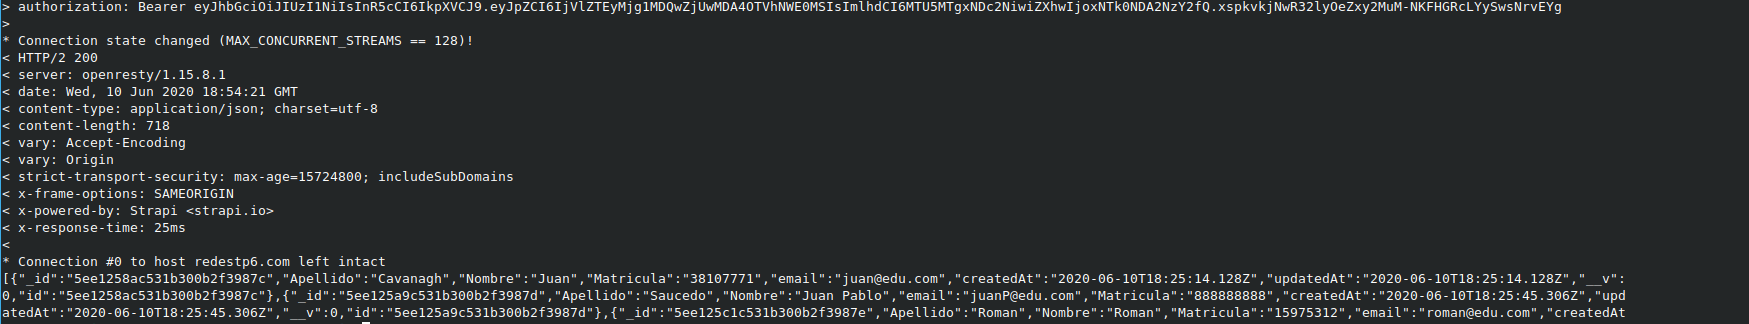 > authorization: Bearer eyJhbGciOiJIUzI1NiIsInR5cCI6IkpXVCJ9.eyJpZCI6IjVlZTEyMjg1MDQwZjUwMDA4OTVhNWE0MSIsImlhdCI6MTU5MTgxNDc2NiwiZXhwIjoxNTk0NDA2NzY2fQ.xspkvkjNwR32lyOeZxy2MuM-NKFHGRcLYySwsNrvEYg
>
* Connection state changed (MAX_CONCURRENT_STREAMS == 128)!
< HTTP/2 200
< server: openresty/1.15.8.1
< date: Wed, 10 Jun 2020 18:54:21 GMT
< content-type: application/json; charset=utf-8
< content-length: 718
< vary: Accept-Encoding
< vary: Origin
< strict-transport-security: max-age=15724800; includeSubDomains
< x-frame-options: SAMEORIGIN
< x-powered-by: Strapi <strapi.io>
< x-response-time: 25ms
<
* Connection #0 to host redestp6.com left intact
[{"_id":"5ee1258ac531b300b2f3987c","Apellido":"Cavanagh","Nombre":"Juan","Matricula":"38107771","email":"juan@edu.com","createdAt":"2020-06-10T18:25:14.128Z","updatedAt":"2020-06-10T18:25:14.128Z","__v":
0,"id":"5ee1258ac531b300b2f3987c"},{"_id":"5ee125a9c531b300b2f3987d","Apellido":"Saucedo","Nombre":"Juan Pablo","email":"juanP@edu.com","Matricula":"888888888","createdAt":"2020-06-10T18:25:45.306Z","upd
atedAt":"2020-06-10T18:25:45.306Z","__v":0,"id":"5ee125a9c531b300b2f3987d"},{"_id":"5ee125c1c531b300b2f3987e","Apellido":"Roman","Nombre":"Roman","Matricula":"15975312","email":"roman@edu.com","createdAt